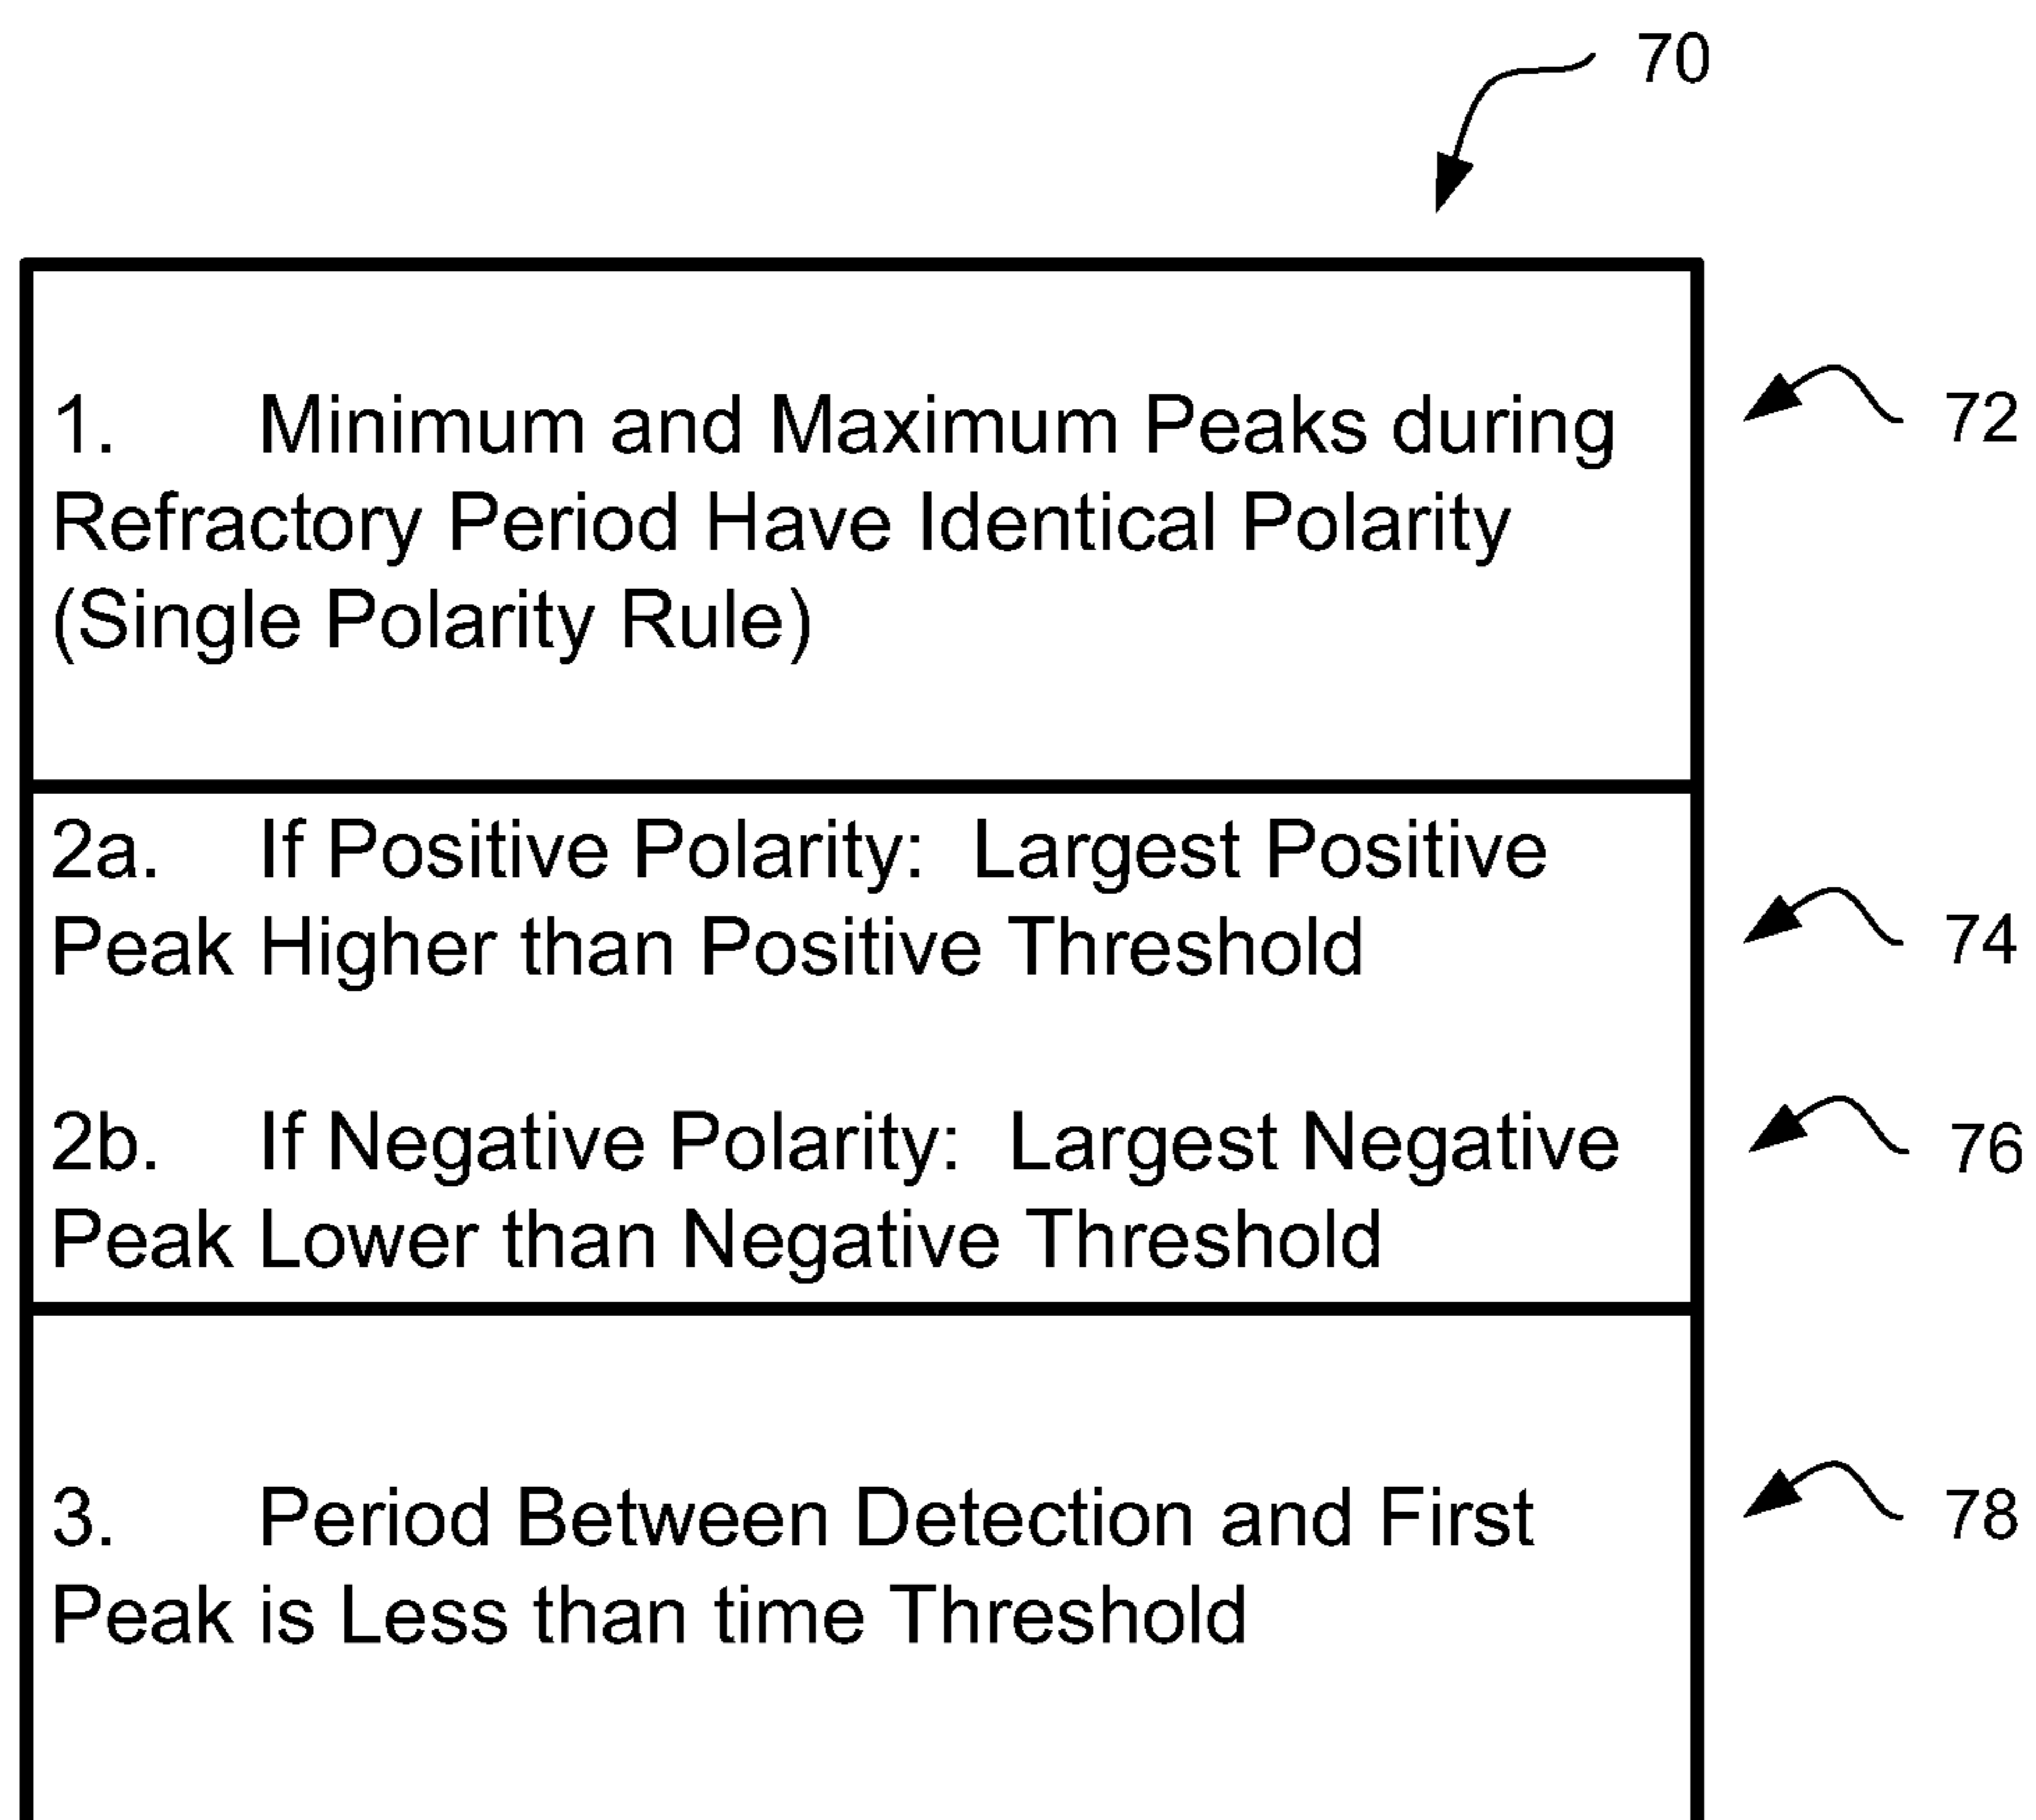 70
1. Minimum and Maximum Peaks during
Refractory Period Have Identical Polarity
(Single Polarity Rule)
72
2a. If Positive Polarity: Largest Positive
Peak Higher than Positive Threshold
74
2b. If Negative Polarity: Largest Negative
Peak Lower than Negative Threshold
76
3. Period Between Detection and First
Peak is Less than time Threshold
78